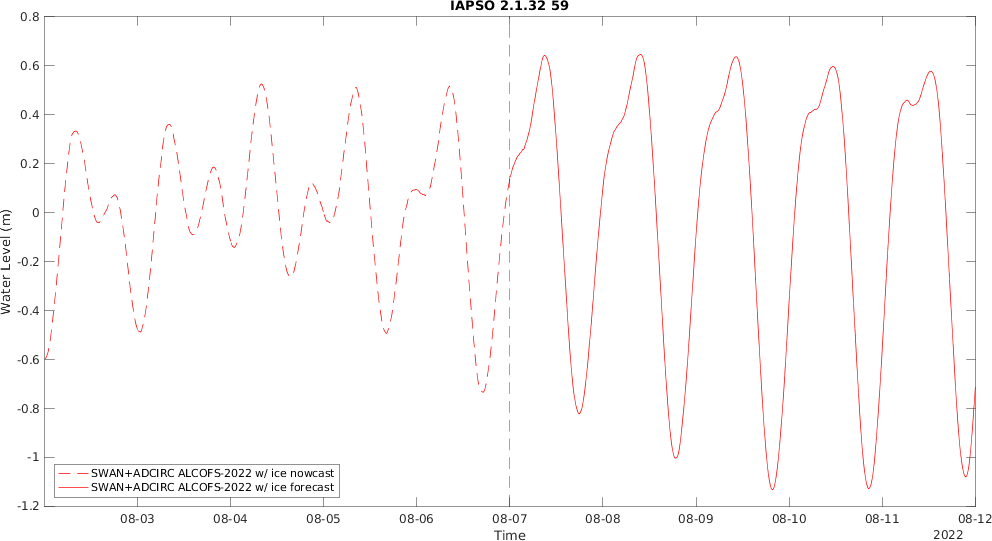 IAPSO 2.1.32 59
0.8
0.6
0.4
0.2
0
-0.2
-0.4
-0.6
-0.8
-1
-1.2
Water Level (m)
SWAN+ADCIRC ALCOFS-2022 w/ ice nowcast
SWAN+ADCIRC ALCOFS-2022 w/ ice forecast
08-03 08-04 08-05 08-06 08-07 08-08 08-09 08-10 08-11 08-12
Time
2022